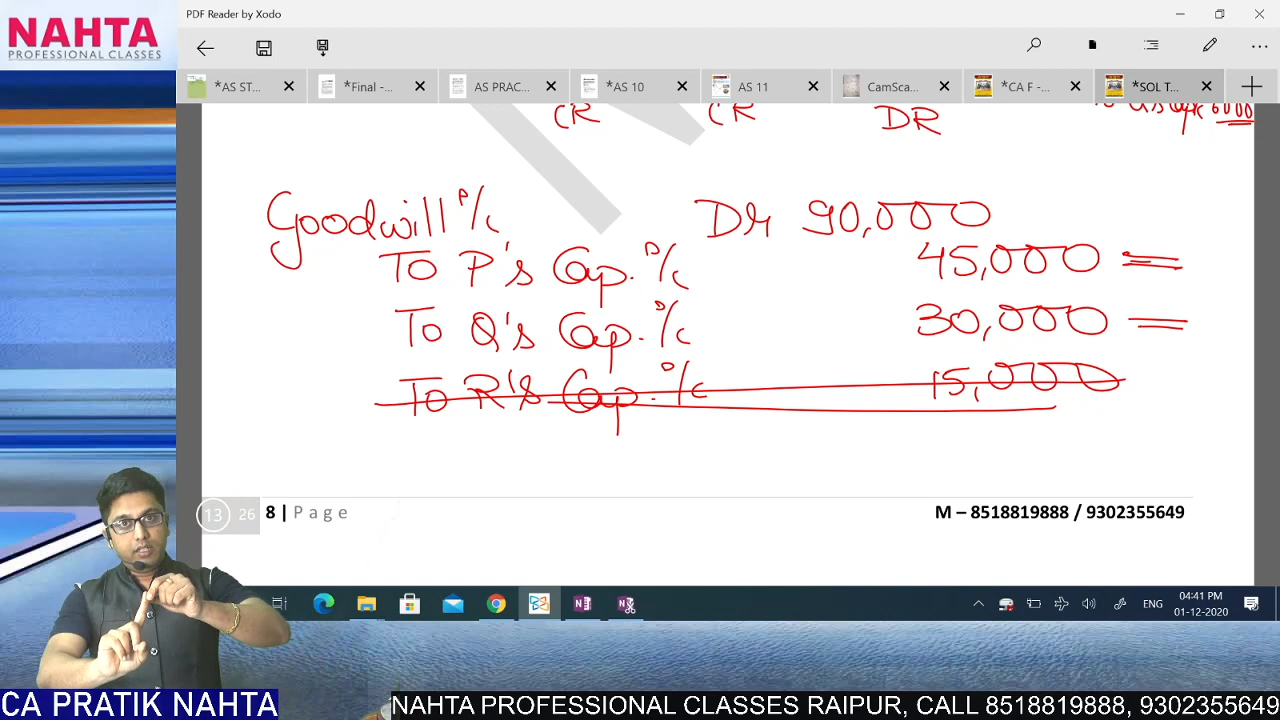 NAHTA
PROFESSIONAL CLASSES
PDF Reader by Xodo
*AS ST...
*Final -...
AS PRAC...
*AS 10
AS 11
CamSca...
*CA F -...
*SOL T...
CR CR DR
Goodwill A/c Dr 90,000
To P's Cap. A/c 45,000
To Q's Cap. A/c 30,000
To R's Cap. A/c 15,000
13 26
8 | Page
M – 8518819888 / 9302355649
ENG
04:41 PM
01-12-2020
CA PRATIK NAHTA
NAHTA PROFESSIONAL CLASSES RAIPUR, CALL 8518819888, 9302355649